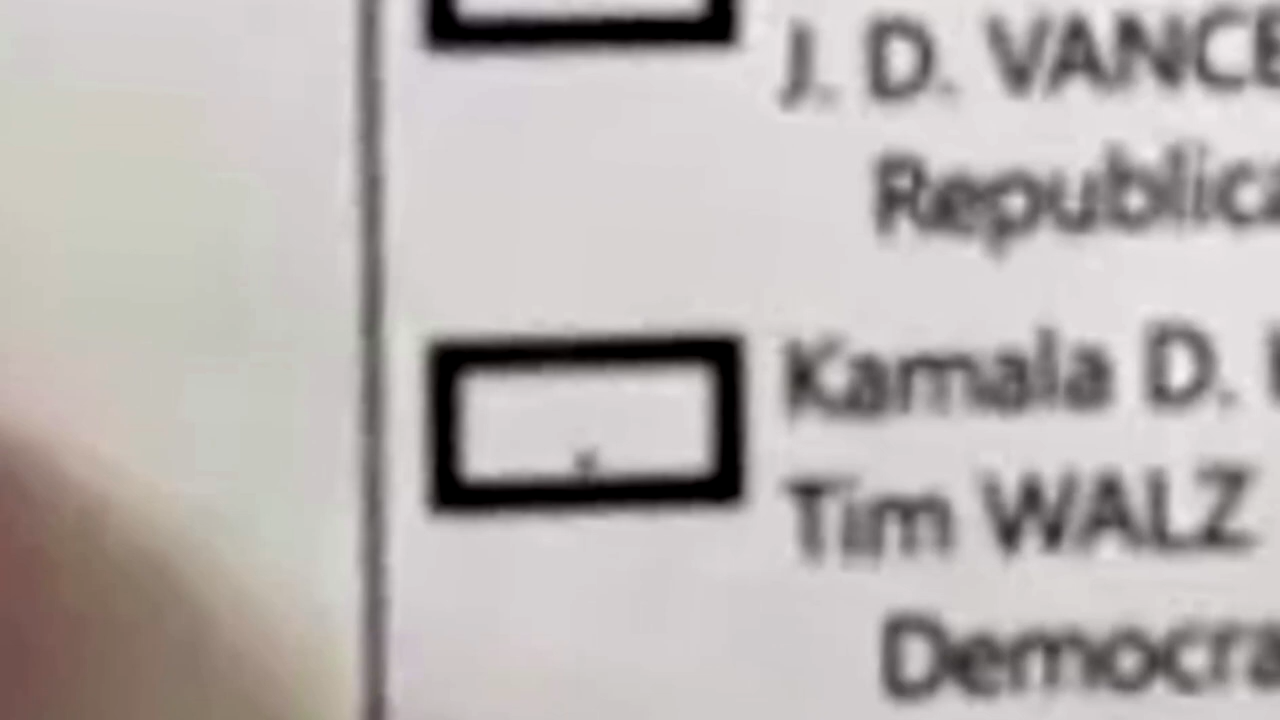 J. D. VANCE
Republica
Kamala D.
Tim WALZ
Democra